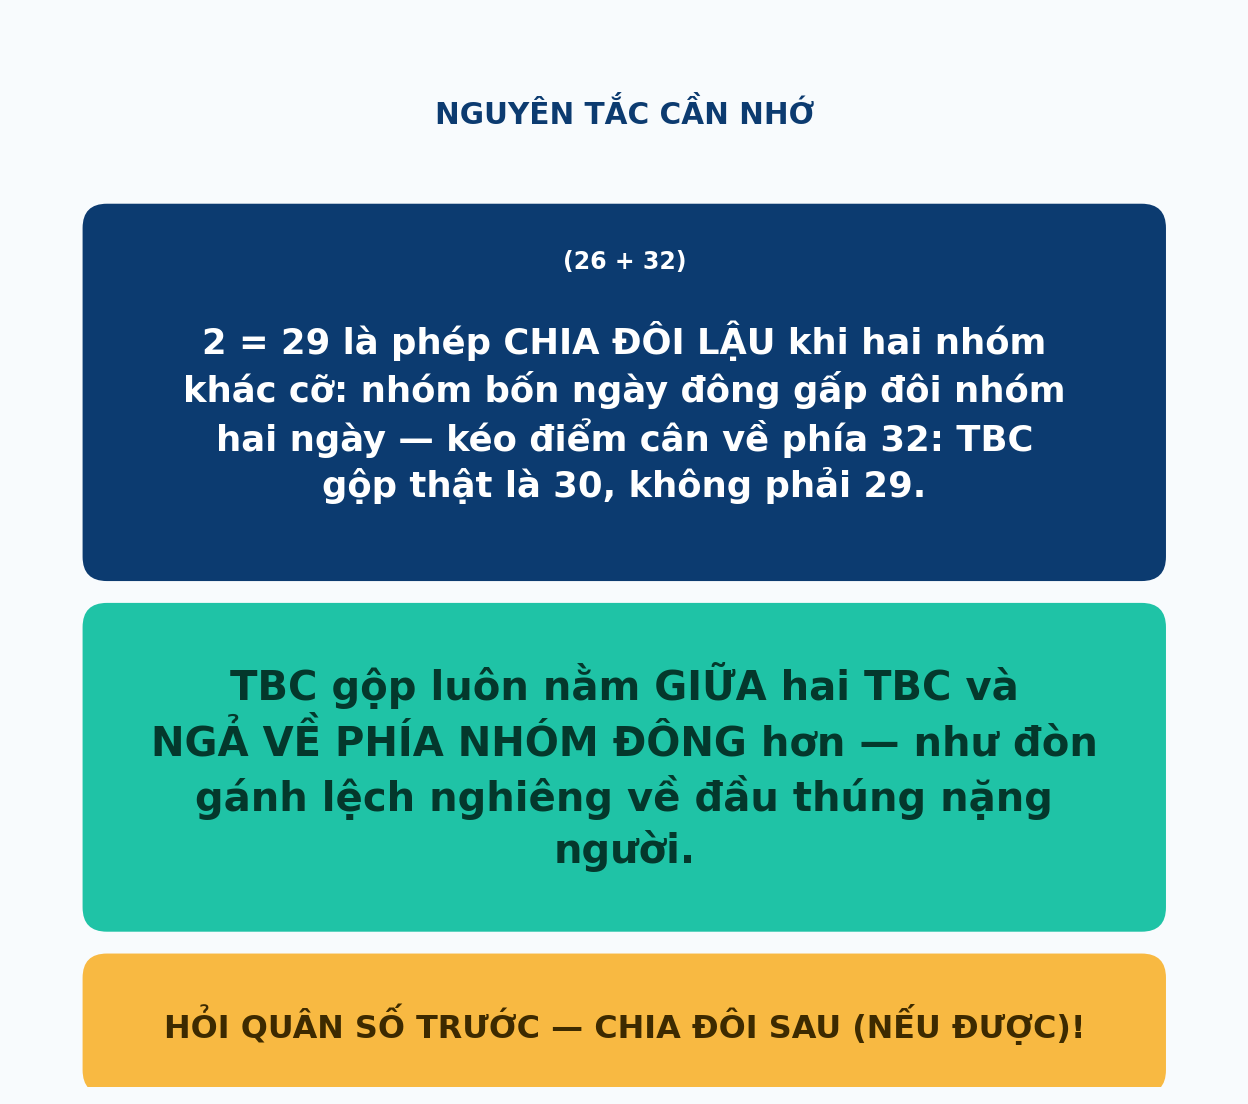 NGUYÊN TẮC CẦN NHỚ
(26 + 32)
2 = 29 là phép CHIA ĐÔI LẬU khi hai nhóm
khác cỡ: nhóm bốn ngày đông gấp đôi nhóm
hai ngày — kéo điểm cân về phía 32: TBC
gộp thật là 30, không phải 29.
TBC gộp luôn nằm GIỮA hai TBC và
NGẢ VỀ PHÍA NHÓM ĐÔNG hơn — như đòn
gánh lệch nghiêng về đầu thúng nặng
người.
HỎI QUÂN SỐ TRƯỚC — CHIA ĐÔI SAU (NẾU ĐƯỢC)!